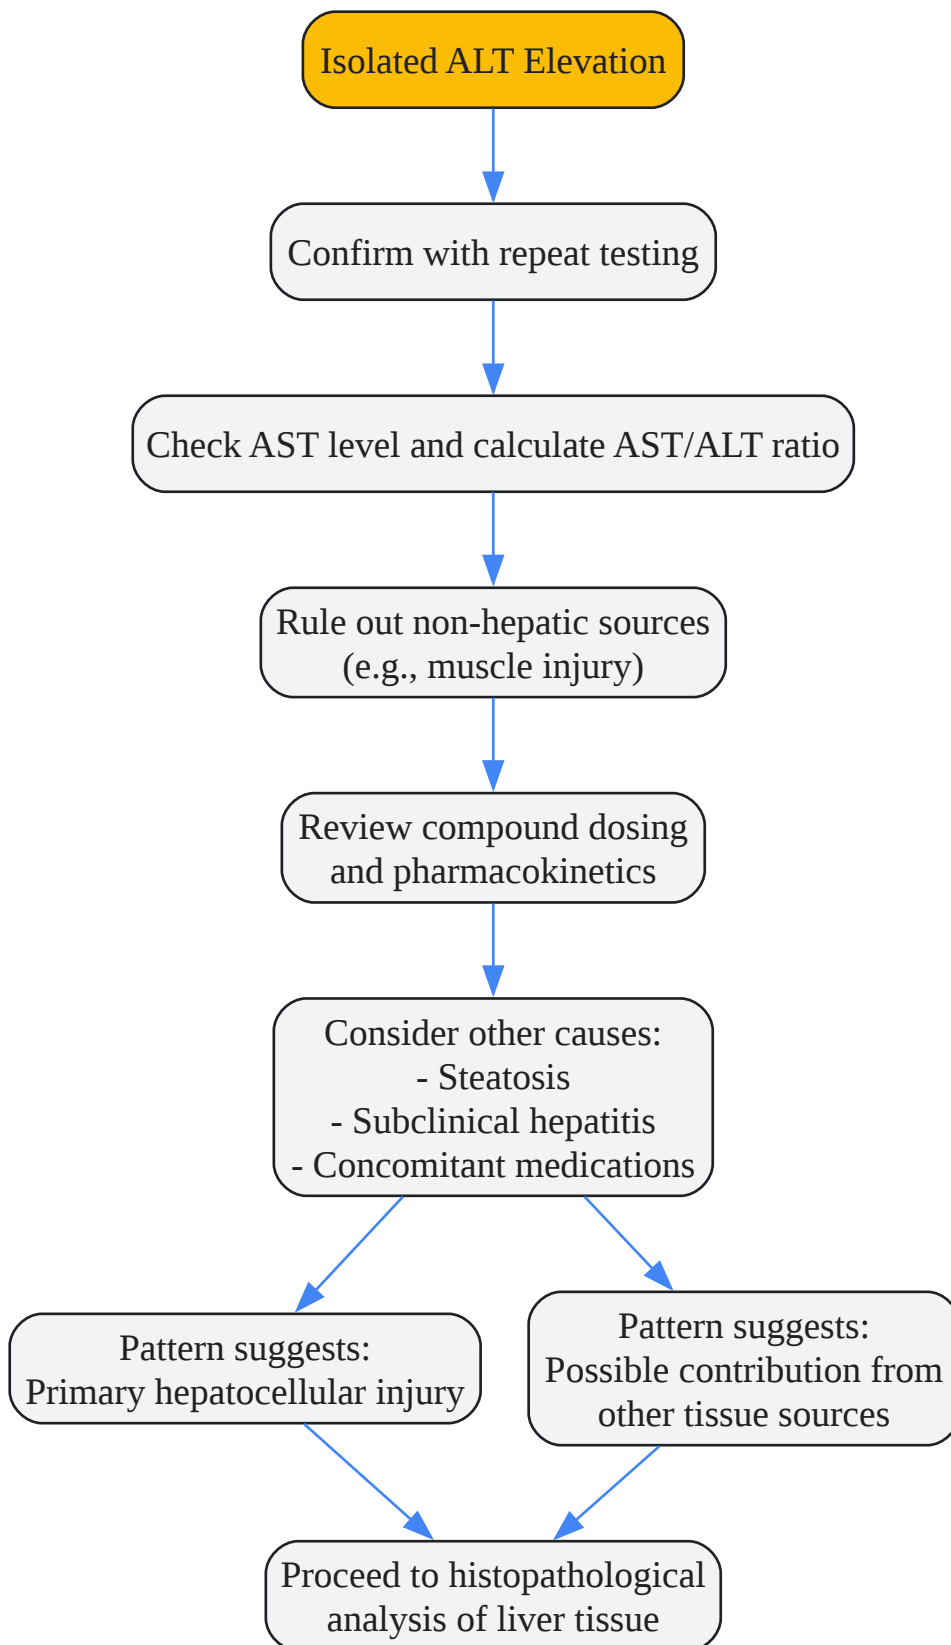 Isolated ALT Elevation
Confirm with repeat testing
Check AST level and calculate AST/ALT ratio
Rule out non-hepatic sources
(e.g., muscle injury)
Review compound dosing
and pharmacokinetics
Consider other causes:
- Steatosis
- Subclinical hepatitis
- Concomitant medications
Pattern suggests:
Primary hepatocellular injury
Pattern suggests:
Possible contribution from
other tissue sources
Proceed to histopathological
analysis of liver tissue